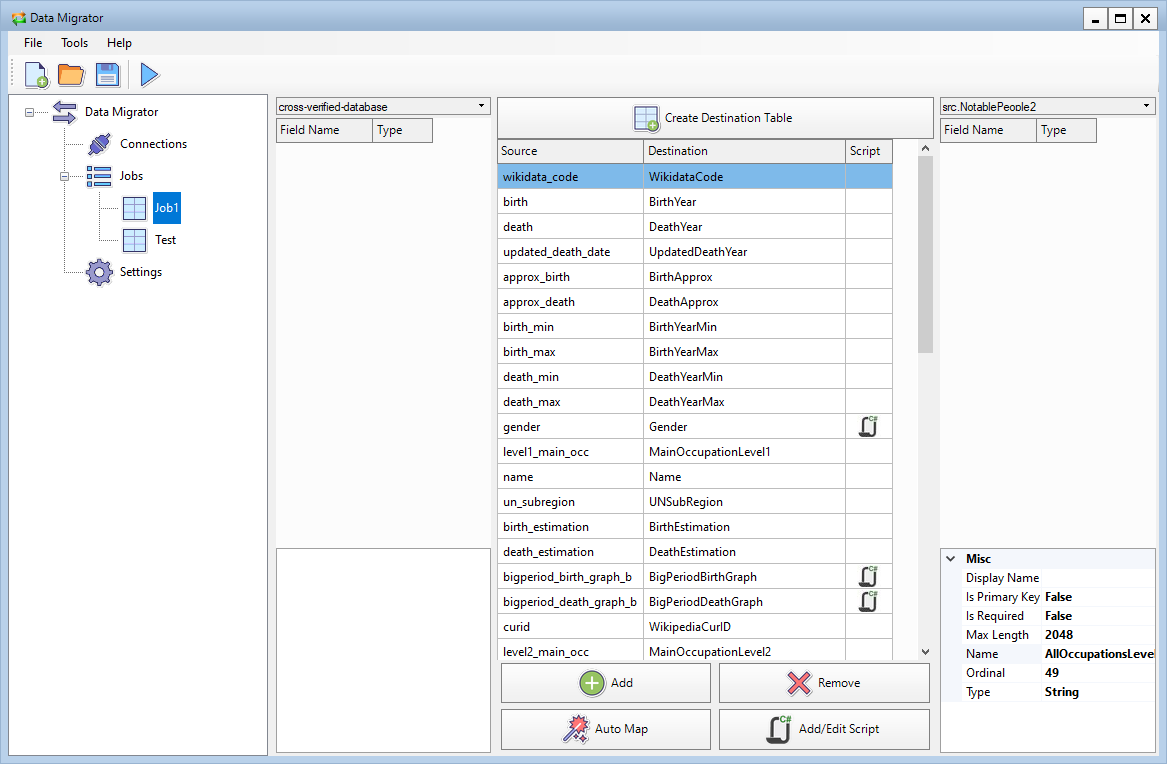 Data Migrator
File Tools Help
Data Migrator
Connections
Jobs
Job1
Test
Settings
cross-verified-database
Field Name Type
Create Destination Table
Source Destination Script
wikidata_code WikidataCode
birth BirthYear
death DeathYear
updated_death_date UpdatedDeathYear
approx_birth BirthApprox
approx_death DeathApprox
birth_min BirthYearMin
birth_max BirthYearMax
death_min DeathYearMin
death_max DeathYearMax
gender Gender C#
level1_main_occ MainOccupationLevel1
name Name
un_subregion UNSubRegion
birth_estimation BirthEstimation
death_estimation DeathEstimation
bigperiod_birth_graph_b BigPeriodBirthGraph C#
bigperiod_death_graph_b BigPeriodDeathGraph C#
curid WikipediaCurID
level2_main_occ MainOccupationLevel2
Add Remove
Auto Map C# Add/Edit Script
src.NotablePeople2
Field Name Type
Misc
Display Name
Is Primary Key False
Is Required False
Max Length 2048
Name AllOccupationsLevel
Ordinal 49
Type String